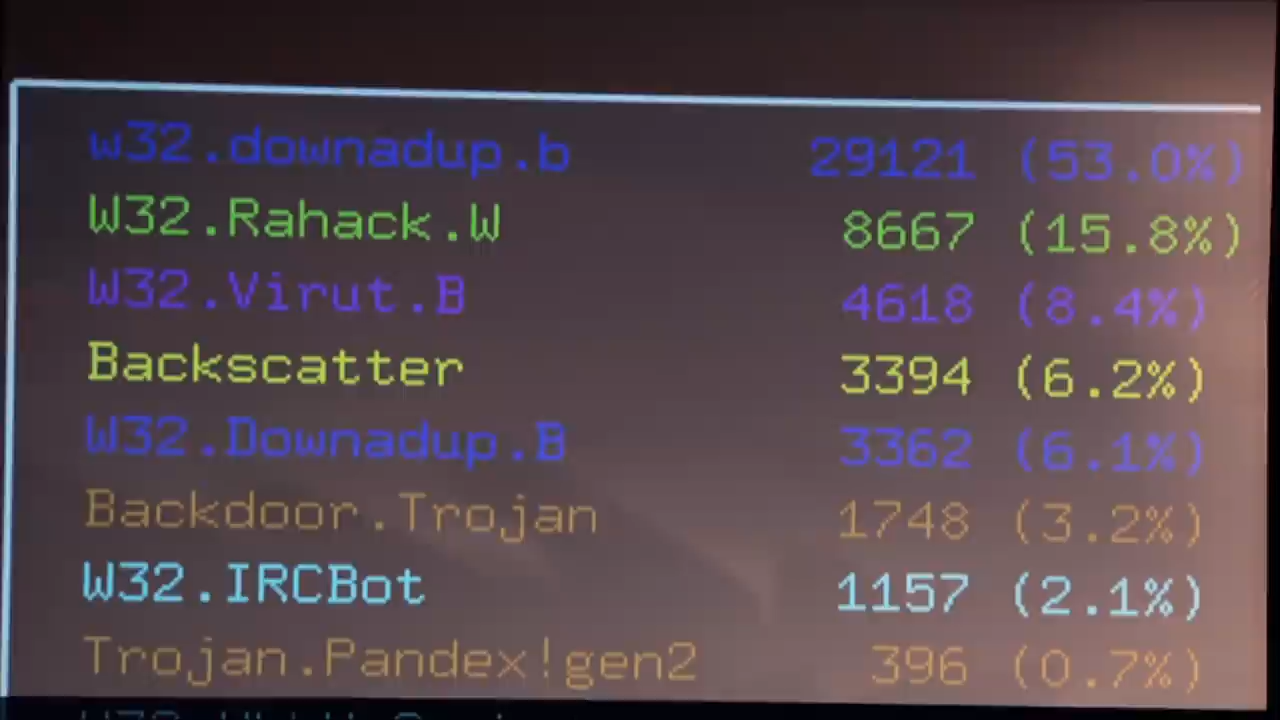 w32.downadup.b 29121 (53.0%)
W32.Rahack.W 8667 (15.8%)
W32.Virut.B 4618 (8.4%)
Backscatter 3394 (6.2%)
W32.Downadup.B 3362 (6.1%)
Backdoor.Trojan 1748 (3.2%)
W32.IRCBot 1157 (2.1%)
Trojan.Pandex!gen2 396 (0.7%)